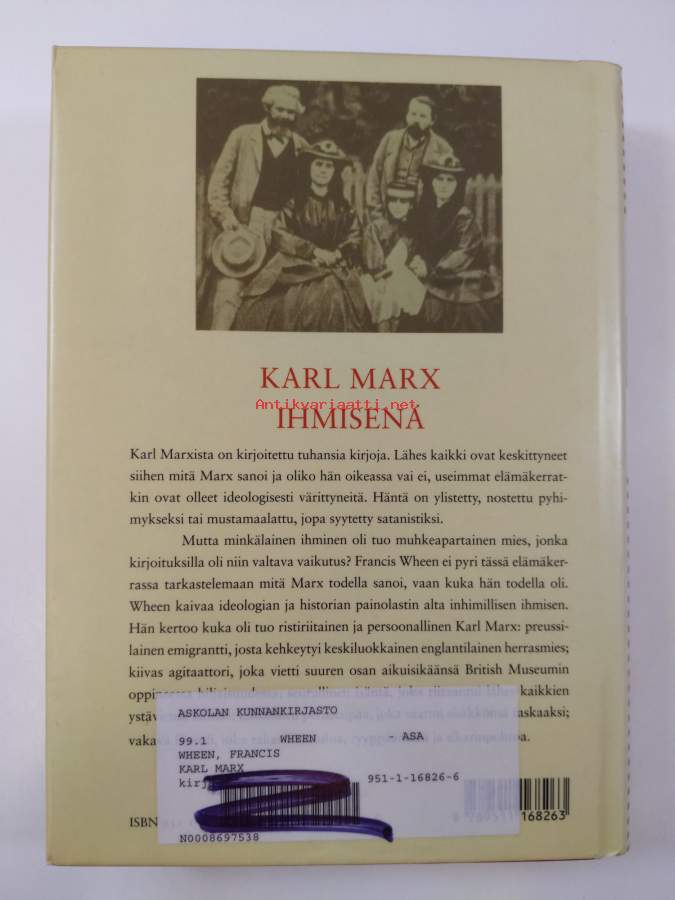 KARL MARX
Antikvariaatti.net
IHMISENÄ
Karl Marxista on kirjoitettu tuhansia kirjoja. Lähes kaikki ovat keskittyneet
siihen mitä Marx sanoi ja oliko hän oikeassa vai ei, useimmat elämäkerrat-
kin ovat olleet ideologisesti värittyneitä. Häntä on ylistetty, nostettu pyhi-
mykseksi tai mustamaalattu, jopa syytetty satanistiksi.
Mutta minkälainen ihminen oli tuo muhkeapartainen mies, jonka
kirjoituksilla oli niin valtava vaikutus? Francis Wheen ei pyri tässä elämäker-
rassa tarkastelemaan mitä Marx todella sanoi, vaan kuka hän todella oli.
Wheen kaivaa ideologian ja historian painolastin alta inhimillisen ihmisen.
Hän kertoo kuka oli tuo ristiriitainen ja persoonallinen Karl Marx: preussi-
lainen emigrantti, josta kehkeytyi keskiluokkainen englantilainen herrasmies;
kiivas agitaattori, joka vietti suuren osan aikuisikäänsä British Museumin
kaikkien
ASKOLAN KUNNANKIRJASTO
99.1 WHEEN - ASA
WHEEN, FRANCIS
KARL MARX
951-1-16826-6
ISBN
168263
N0008697538